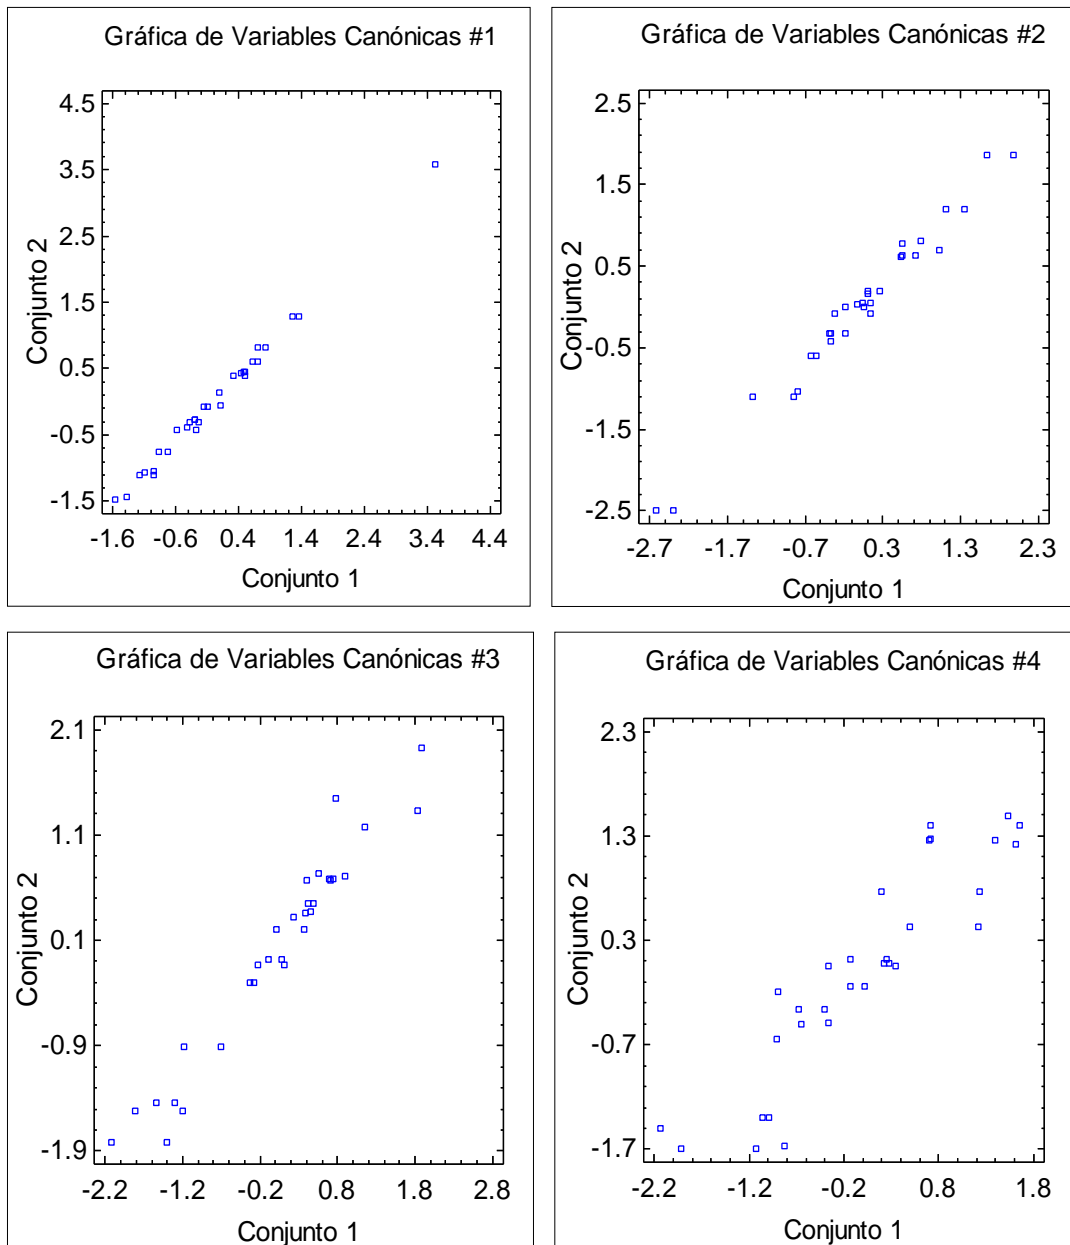 Gráfica de Variables Canónicas #1
4.5
3.5
2.5
1.5
0.5
-0.5
-1.5
Conjunto 2
-1.6 -0.6 0.4 1.4 2.4 3.4 4.4
Conjunto 1
Gráfica de Variables Canónicas #2
2.5
1.5
0.5
-0.5
-1.5
-2.5
Conjunto 2
-2.7 -1.7 -0.7 0.3 1.3 2.3
Conjunto 1
Gráfica de Variables Canónicas #3
2.1
1.1
0.1
-0.9
-1.9
Conjunto 2
-2.2 -1.2 -0.2 0.8 1.8 2.8
Conjunto 1
Gráfica de Variables Canónicas #4
2.3
1.3
0.3
-0.7
-1.7
Conjunto 2
-2.2 -1.2 -0.2 0.8 1.8
Conjunto 1